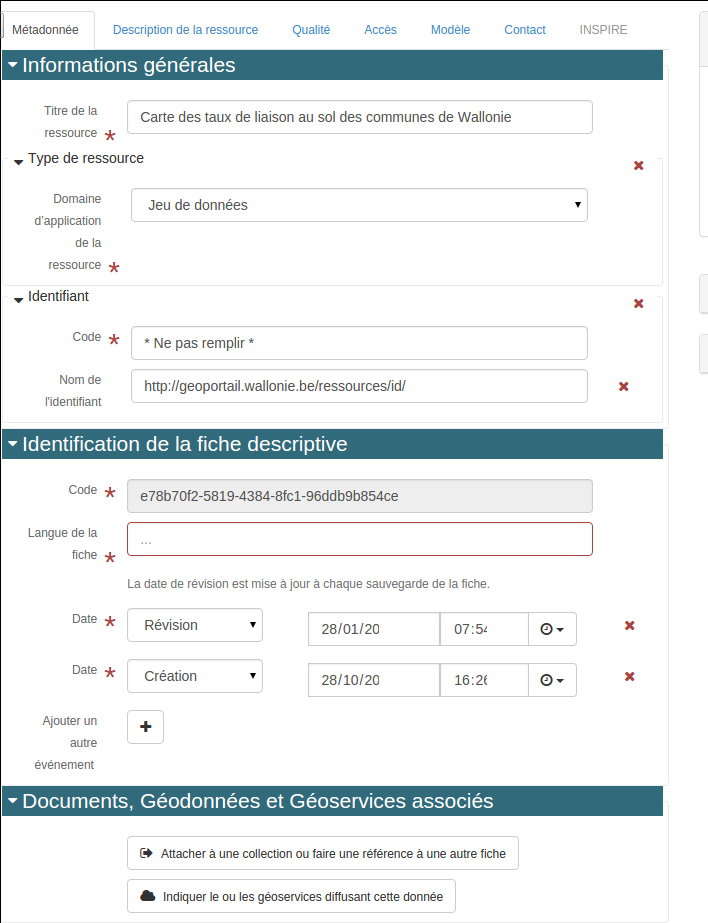 Métadonnée Description de la ressource Qualité Accès Modèle Contact INSPIRE
Informations générales
Titre de la
ressource *
Carte des taux de liaison au sol des communes de Wallonie
Type de ressource
Domaine
d'application
de la
ressource *
Jeu de données
Identifiant
Code * * Ne pas remplir *
Nom de
l'identifiant
http://geoportail.wallonie.be/ressources/id/
Identification de la fiche descriptive
Code * e78b70f2-5819-4384-8fc1-96ddb9b854ce
Langue de la
fiche *
...
La date de révision est mise à jour à chaque sauvegarde de la fiche.
Date * Révision 28/01/20 07:54
Date * Création 28/10/20 16:26
Ajouter un
autre
événement
Documents, Géodonnées et Géoservices associés
Attacher à une collection ou faire une référence à une autre fiche
Indiquer le ou les géoservices diffusant cette donnée